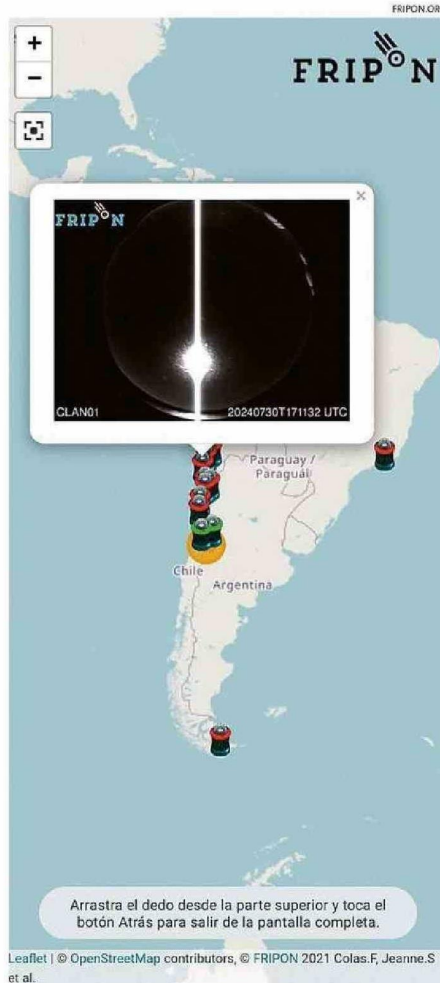 FRIPON.OR
+
FRIPON
−
×
FRIPON
CLAN01 20240730T171132 UTC
Paraguay /
Paraguái
Chile
Argentina
Arrastra el dedo desde la parte superior y toca el
botón Atrás para salir de la pantalla completa.
Leaflet | © OpenStreetMap contributors, © FRIPON 2021 Colas.F, Jeanne.S
et al.